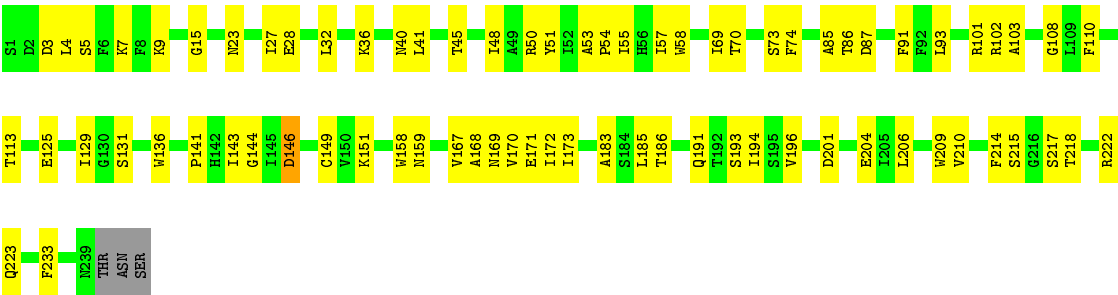 S1 D2 D3 L4 S5 F6 K7 F8 K9 G15 N23 I27 E28 L32 K36 N40 L41 T45 I48 A49 R50 Y51 I52 A53 P54 I55 H56 I57 W58 I69 T70 S73 F74 A85 T86 D87 F91 F92 L93 R101 R102 A103 G108 L109 F110
T113 E125 I129 G130 S131 W136 P141 H142 I143 G144 I145 D146 C149 V150 K151 W158 N159 V167 A168 N169 V170 E171 I172 I173 A183 S184 L185 T186 Q191 T192 S193 I194 S195 V196 D201 E204 I205 L206 W209 V210 F214 S215 G216 S217 T218 R222
Q223 F233 N239 THR ASN SER